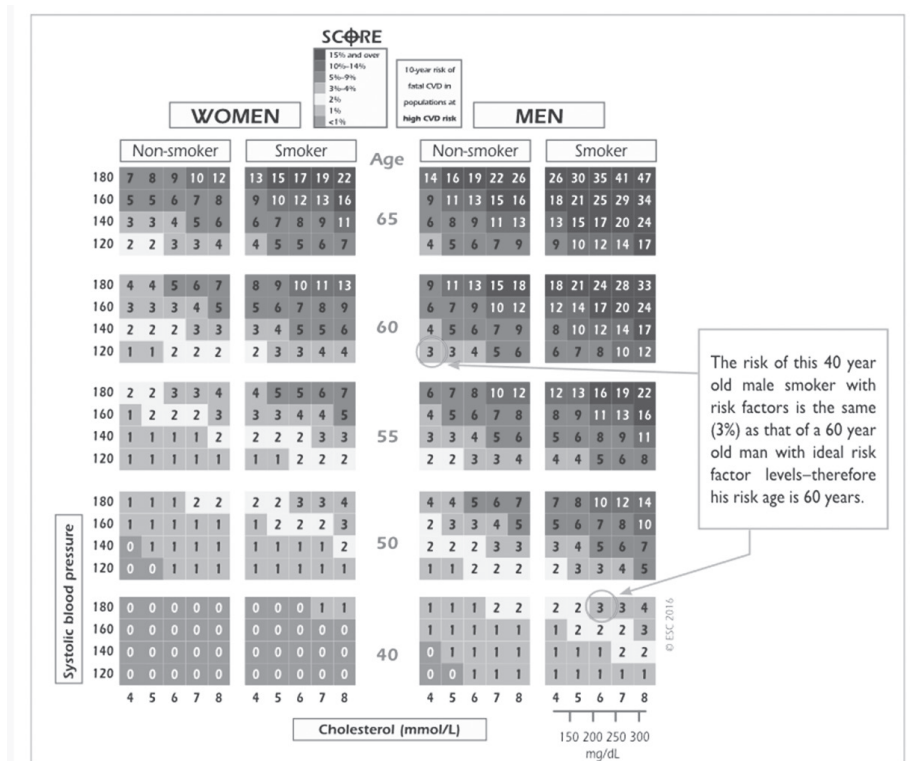 SCORE
15% and over
10%–14%
5%–9%
3%–4%
2%
1%
<1%
10-year risk of
fatal CVD in
populations at
high CVD risk
WOMEN
MEN
Non-smoker
Smoker
Age
Non-smoker
Smoker
180 7 8 9 10 12 13 15 17 19 22 14 16 19 22 26 26 30 35 41 47
160 5 5 6 7 8 9 10 12 13 16 9 11 13 15 16 18 21 25 29 34
65
140 3 3 4 5 6 6 7 8 9 11 6 8 9 11 13 13 15 17 20 24
120 2 2 3 3 4 4 5 5 6 7 4 5 6 7 9 9 10 12 14 17
180 4 4 5 6 7 8 9 10 11 13 9 11 13 15 18 18 21 24 28 33
160 3 3 3 4 5 5 6 7 8 9 6 7 9 10 12 12 14 17 20 24
60
140 2 2 2 3 3 3 4 5 5 6 4 5 6 7 9 8 10 12 14 17
120 1 1 2 2 2 2 3 3 4 4 3 3 4 5 6 6 7 8 10 12
180 2 2 3 3 4 4 5 5 6 7 6 7 8 10 12 12 13 16 19 22
160 1 2 2 2 3 3 3 4 4 5 4 5 6 7 8 8 9 11 13 16
55
140 1 1 1 1 2 2 2 2 3 3 3 3 4 5 6 5 6 8 9 11
120 1 1 1 1 1 1 1 2 2 2 2 2 3 3 4 4 4 5 6 8
180 1 1 1 2 2 2 2 3 3 4 4 4 5 6 7 7 8 10 12 14
160 1 1 1 1 1 1 2 2 2 3 2 3 3 4 5 5 6 7 8 10
50
140 0 1 1 1 1 1 1 1 1 2 2 2 2 3 3 3 4 5 6 7
120 0 0 1 1 1 1 1 1 1 1 1 1 2 2 2 2 3 3 4 5
180 0 0 0 0 0 0 0 0 1 1 1 1 1 2 2 2 2 3 3 4
160 0 0 0 0 0 0 0 0 0 0 1 1 1 1 1 1 2 2 2 3
40
140 0 0 0 0 0 0 0 0 0 0 0 1 1 1 1 1 1 1 2 2
120 0 0 0 0 0 0 0 0 0 0 0 0 1 1 1 1 1 1 1 1
4 5 6 7 8 4 5 6 7 8 4 5 6 7 8 4 5 6 7 8
Systolic blood pressure
Cholesterol (mmol/L)
150 200 250 300
mg/dL
© ESC 2016
The risk of this 40 year
old male smoker with
risk factors is the same
(3%) as that of a 60 year
old man with ideal risk
factor levels–therefore
his risk age is 60 years.